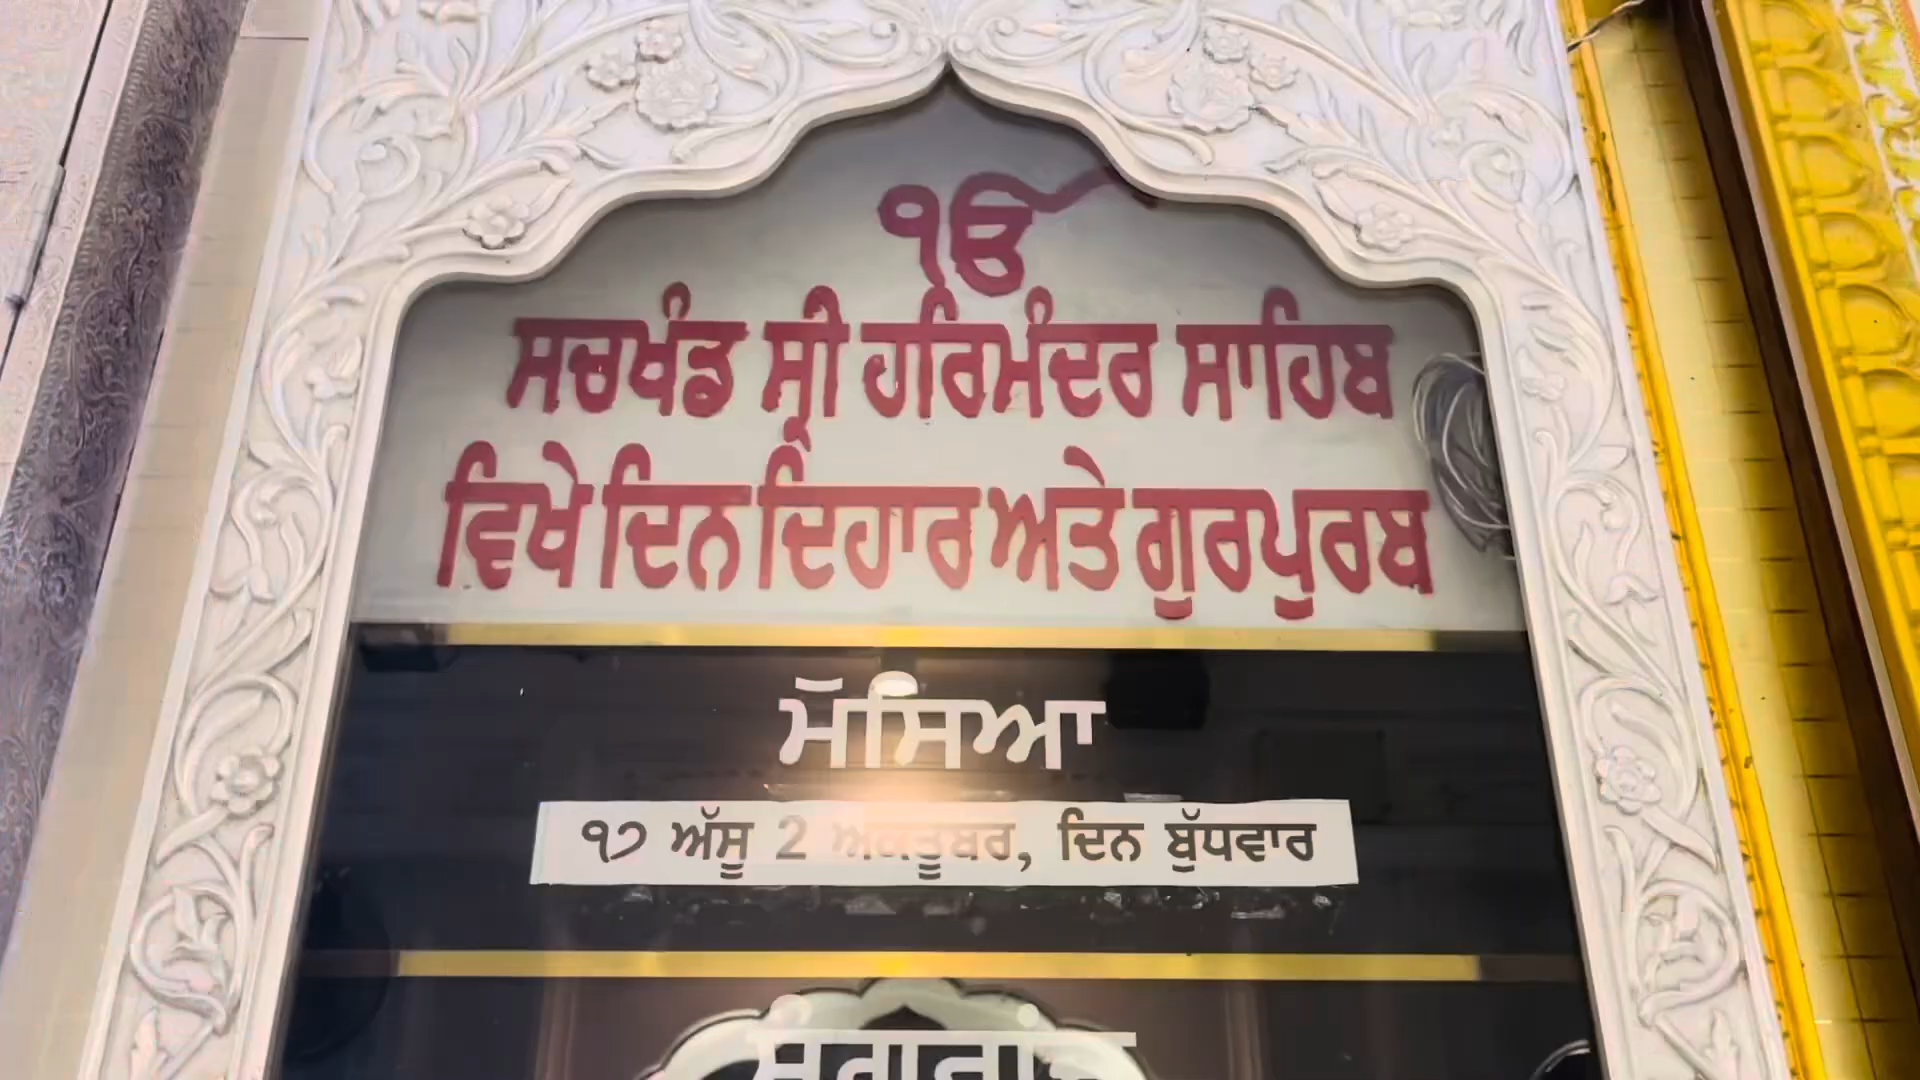 ੴ
ਸਚਖੰਡ ਸ੍ਰੀ ਹਰਿਮੰਦਰ ਸਾਹਿਬ
ਵਿਖੇ ਦਿਨ ਦਿਹਾਰ ਅਤੇ ਗੁਰਪੁਰਬ
ਮੱਸਿਆ
੧੭ ਅੱਸੂ 2 ਅਕਤੂਬਰ, ਦਿਨ ਬੁੱਧਵਾਰ